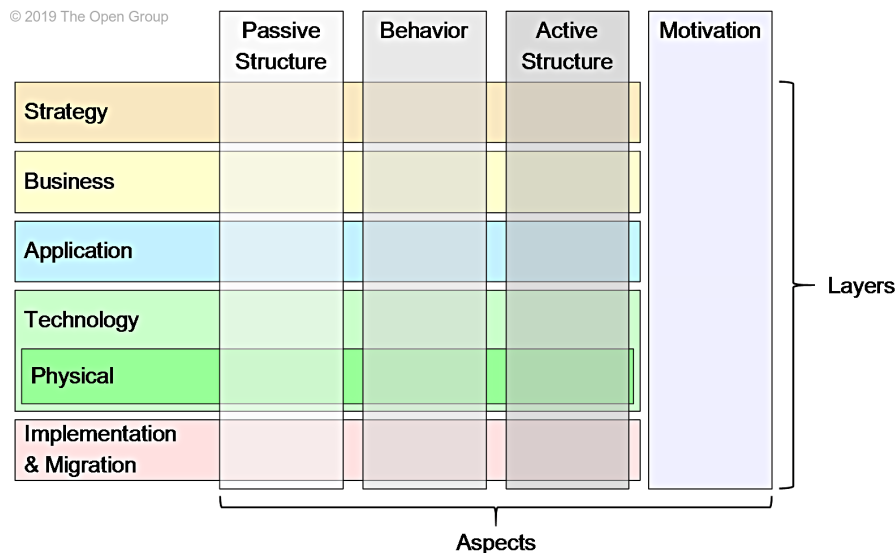 © 2019 The Open Group
Passive
Structure
Behavior
Active
Structure
Motivation
Strategy
Business
Application
Technology
Physical
Implementation
& Migration
Layers
Aspects